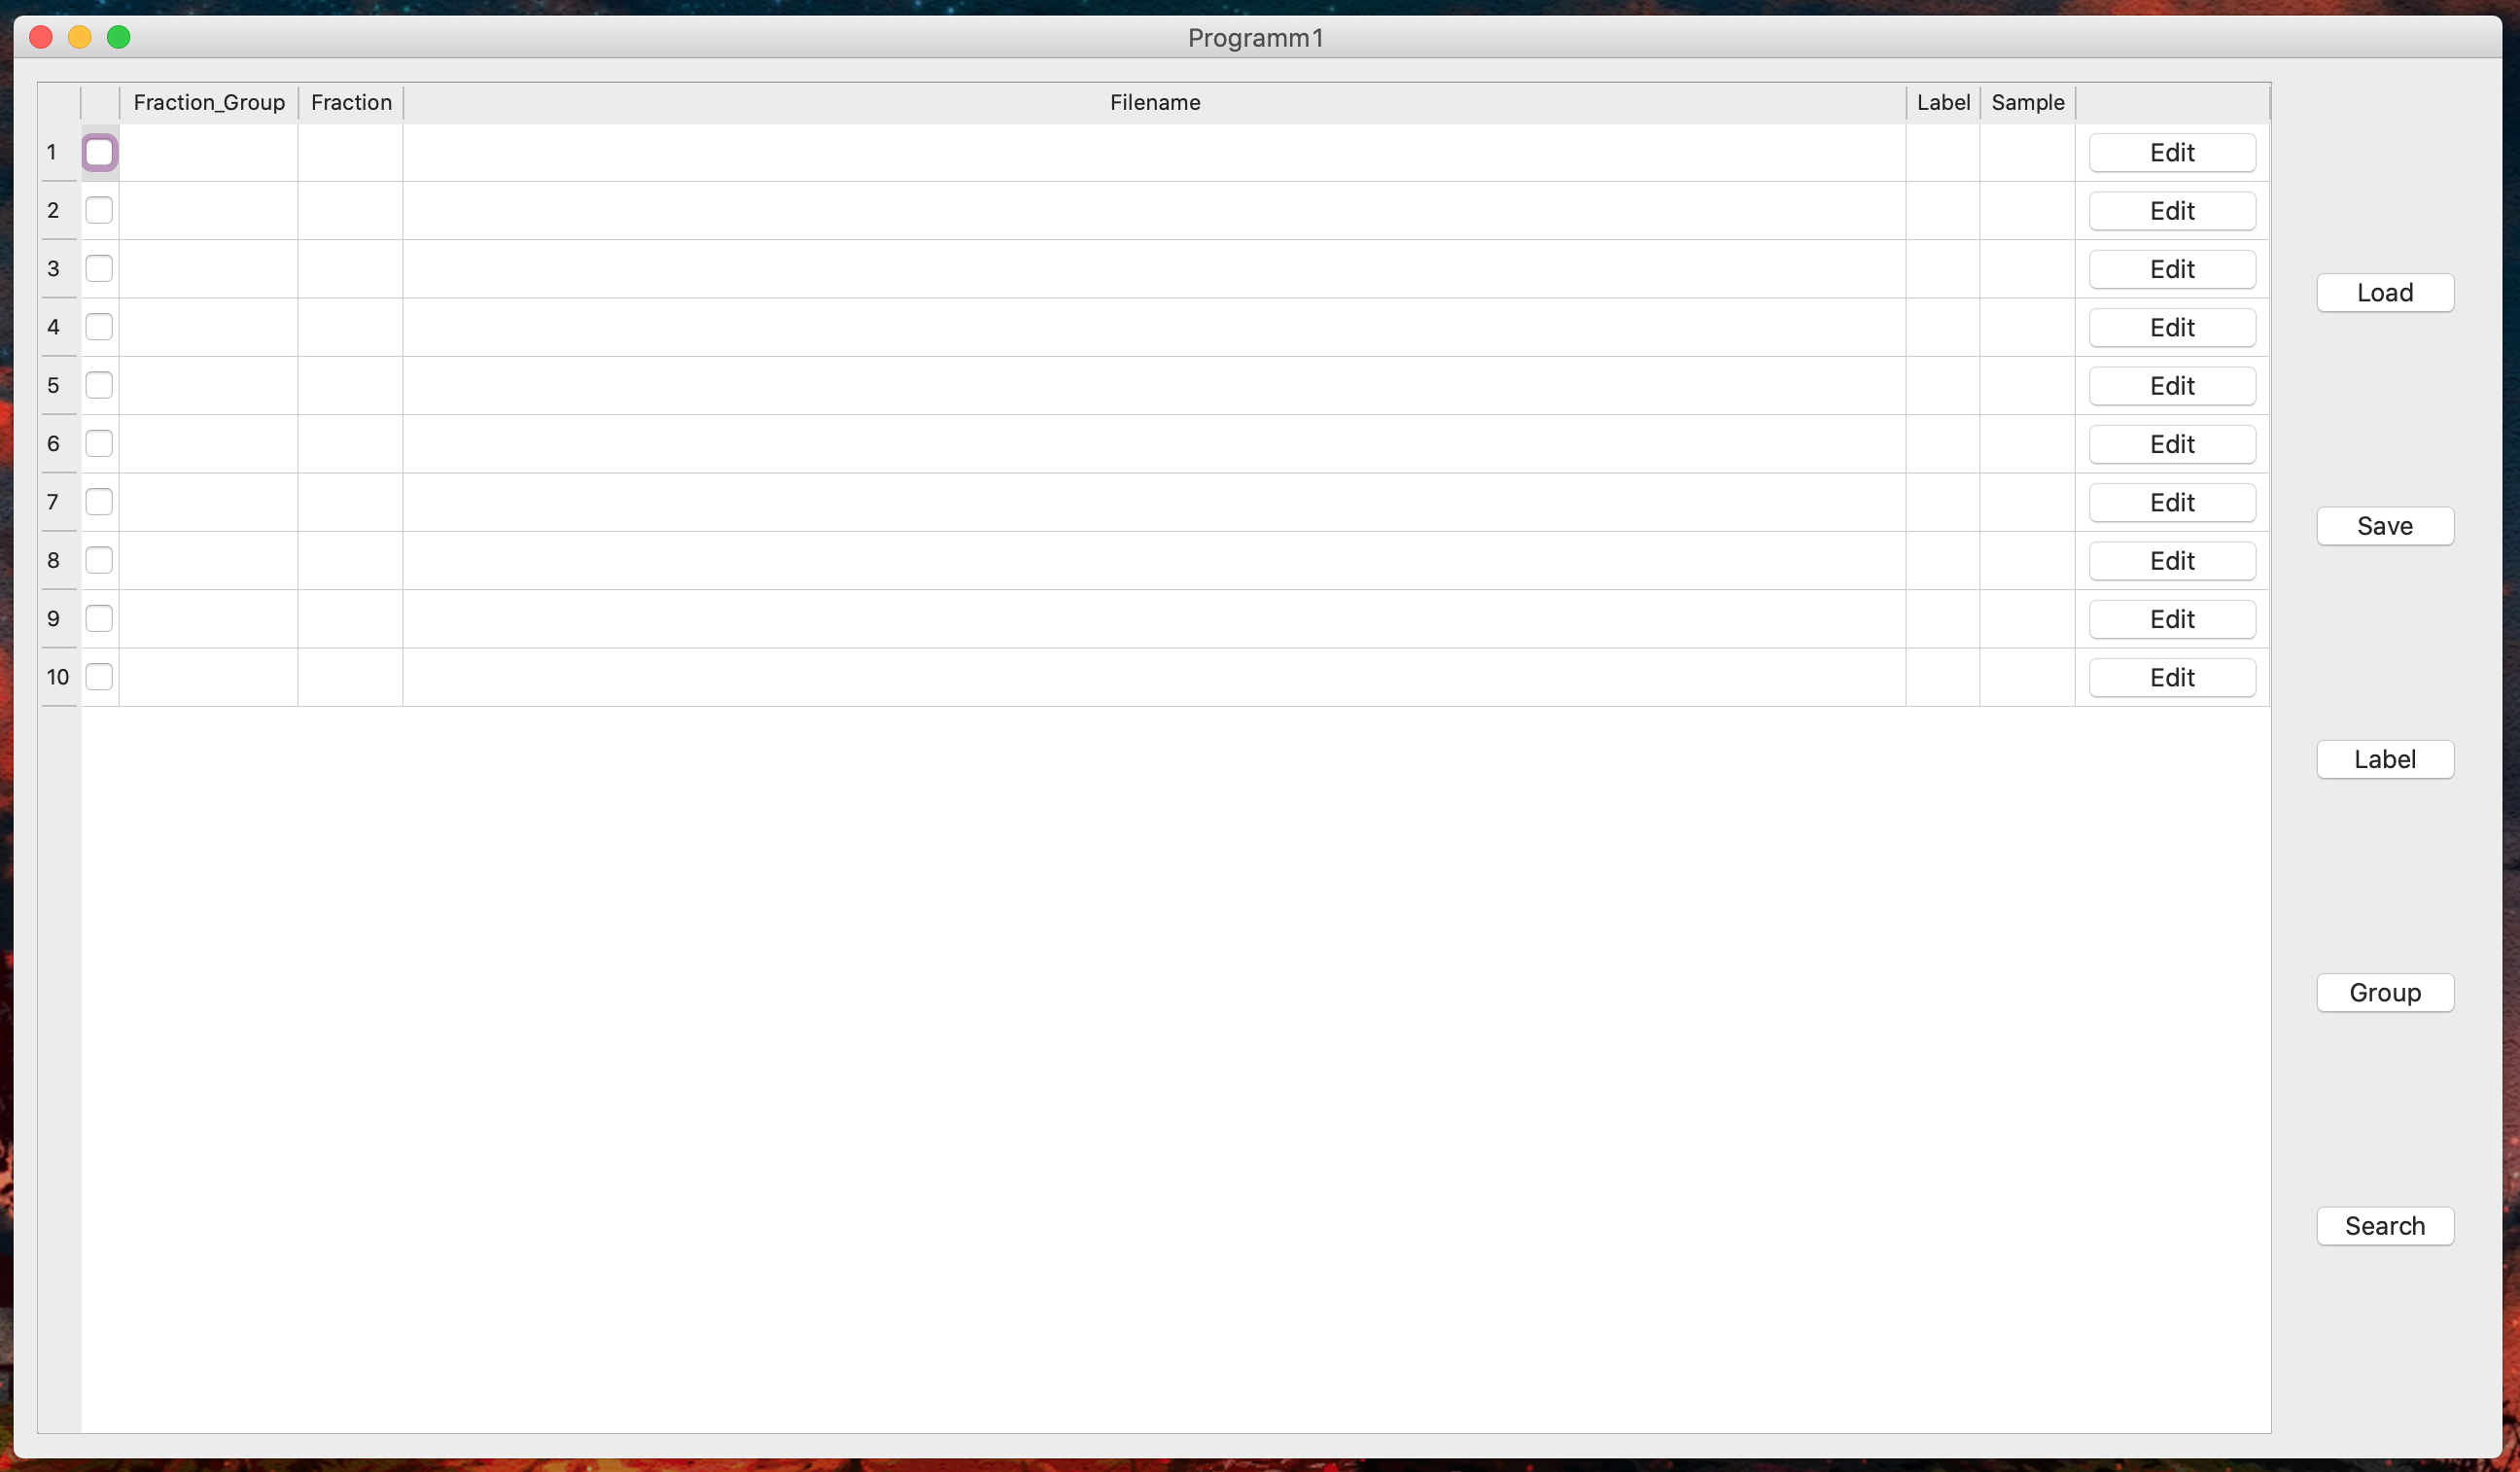 Programm1
Fraction_Group Fraction Filename Label Sample
1 Edit
2 Edit
3 Edit
4 Edit
5 Edit
6 Edit
7 Edit
8 Edit
9 Edit
10 Edit
Load
Save
Label
Group
Search